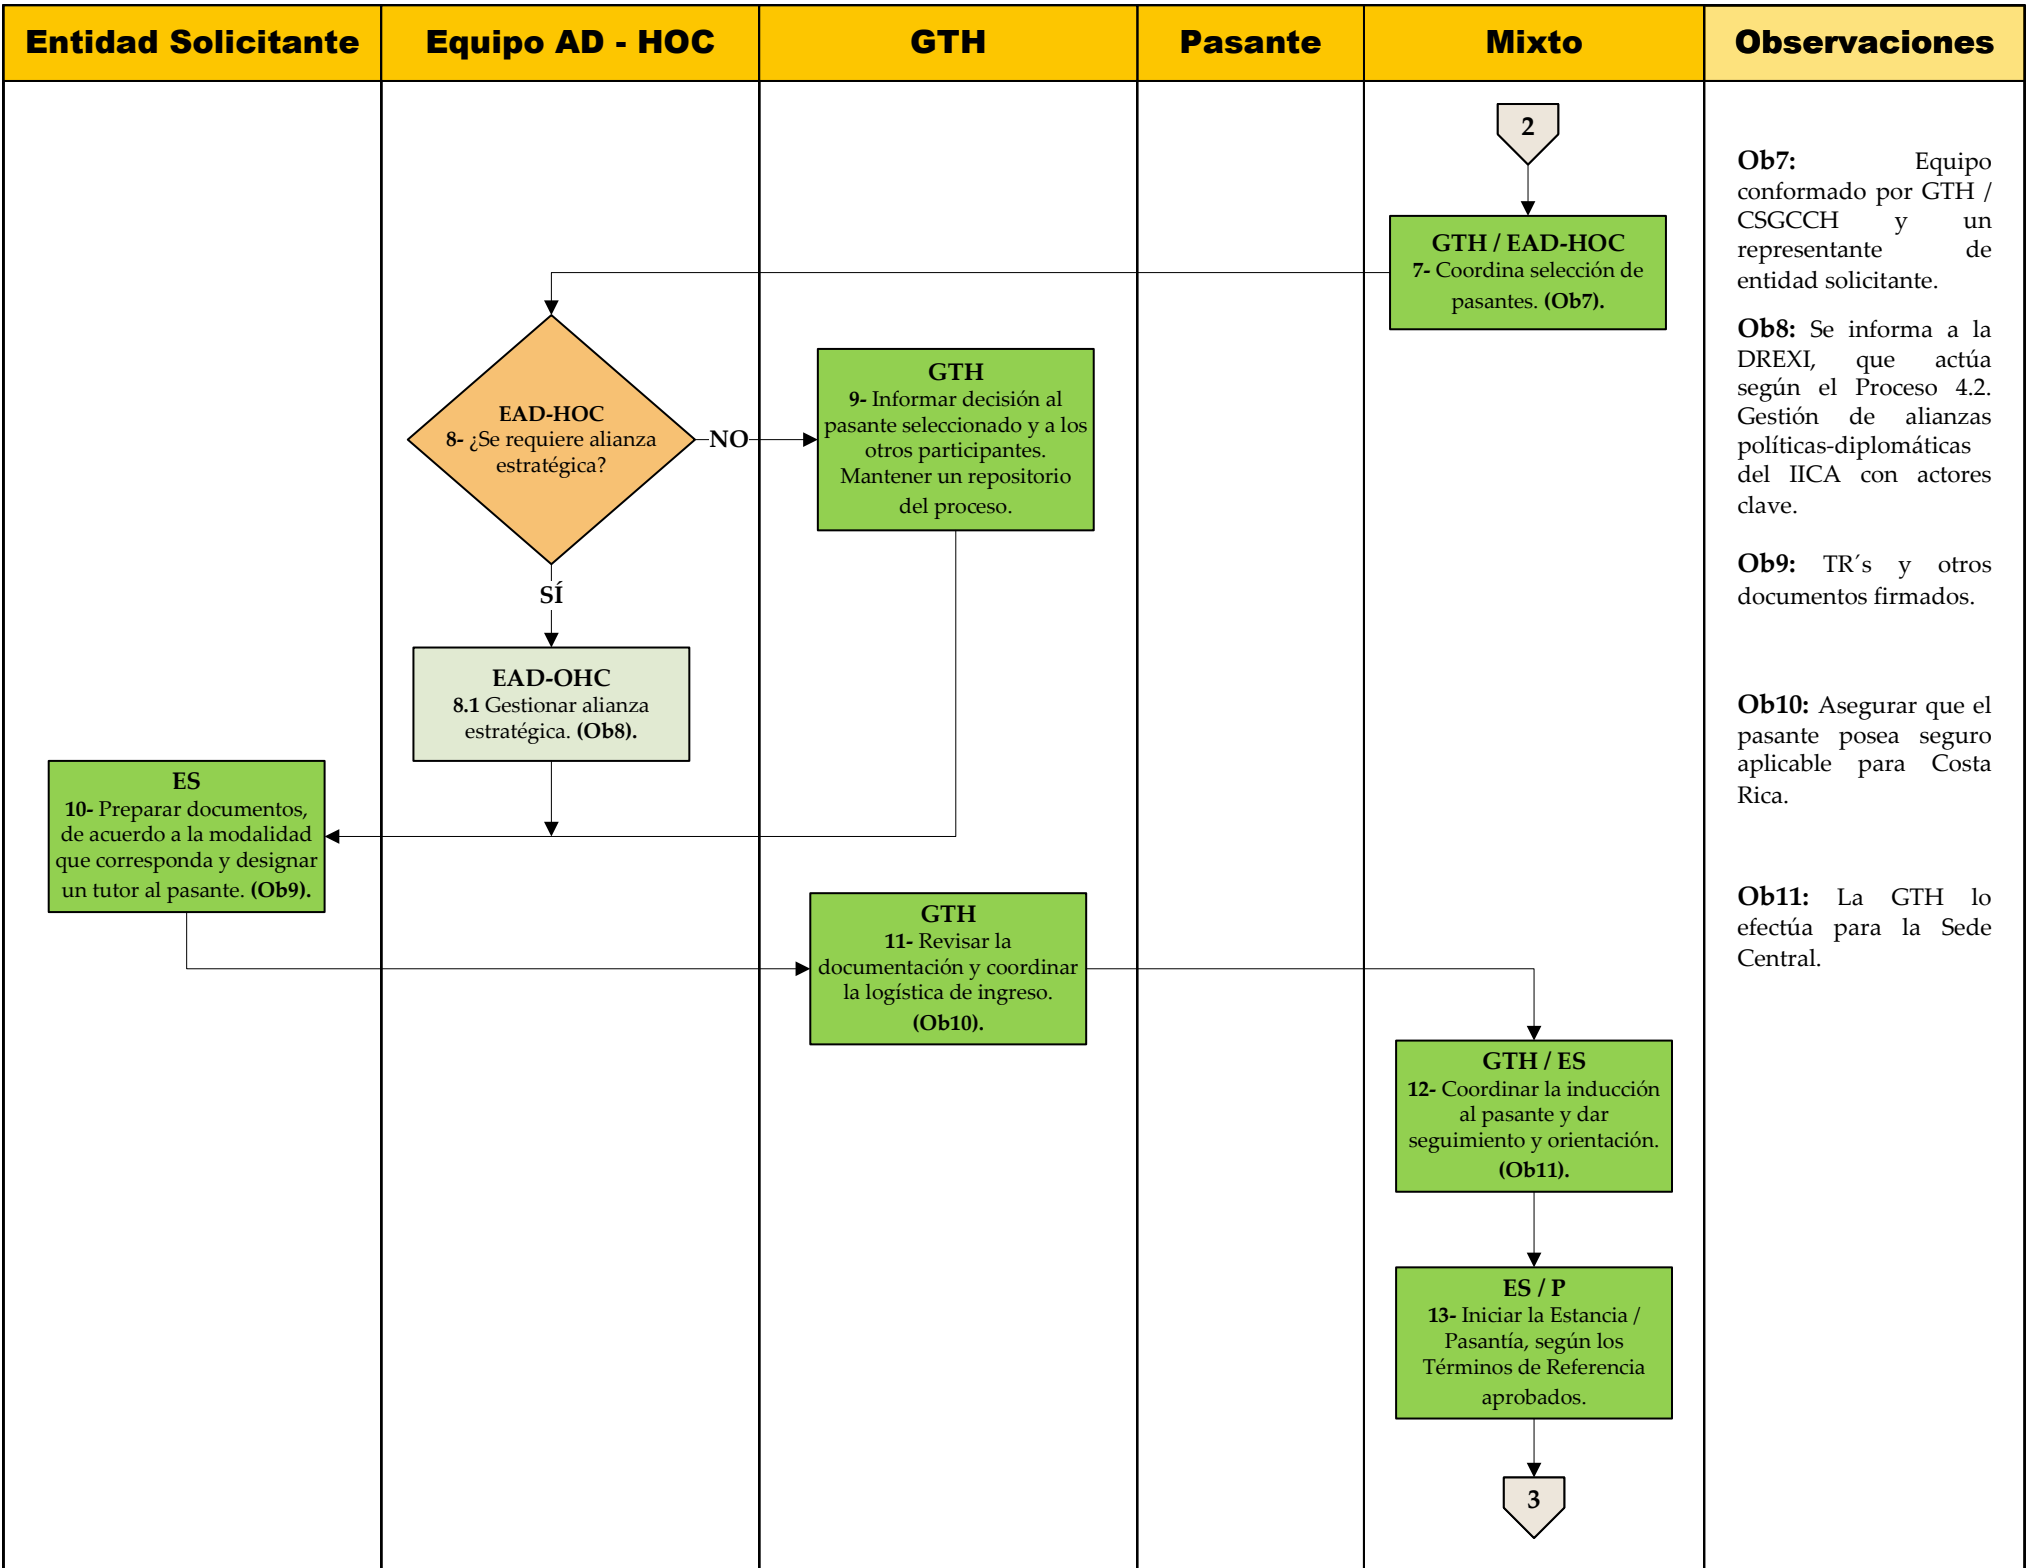 Entidad Solicitante
Equipo AD - HOC
GTH
Pasante
Mixto
Observaciones
2
GTH / EAD-HOC
7- Coordina selección de
pasantes. (Ob7).
EAD-HOC
8- ¿Se requiere alianza
estratégica?
NO
GTH
9- Informar decisión al
pasante seleccionado y a los
otros participantes.
Mantener un repositorio
del proceso.
SÍ
EAD-OHC
8.1 Gestionar alianza
estratégica. (Ob8).
ES
10- Preparar documentos,
de acuerdo a la modalidad
que corresponda y designar
un tutor al pasante. (Ob9).
GTH
11- Revisar la
documentación y coordinar
la logística de ingreso.
(Ob10).
GTH / ES
12- Coordinar la inducción
al pasante y dar
seguimiento y orientación.
(Ob11).
ES / P
13- Iniciar la Estancia /
Pasantía, según los
Términos de Referencia
aprobados.
3
Ob7: Equipo
conformado por GTH /
CSGCCH y un
representante de
entidad solicitante.
Ob8: Se informa a la
DREXI, que actúa
según el Proceso 4.2.
Gestión de alianzas
políticas-diplomáticas
del IICA con actores
clave.
Ob9: TR´s y otros
documentos firmados.
Ob10: Asegurar que el
pasante posea seguro
aplicable para Costa
Rica.
Ob11: La GTH lo
efectúa para la Sede
Central.